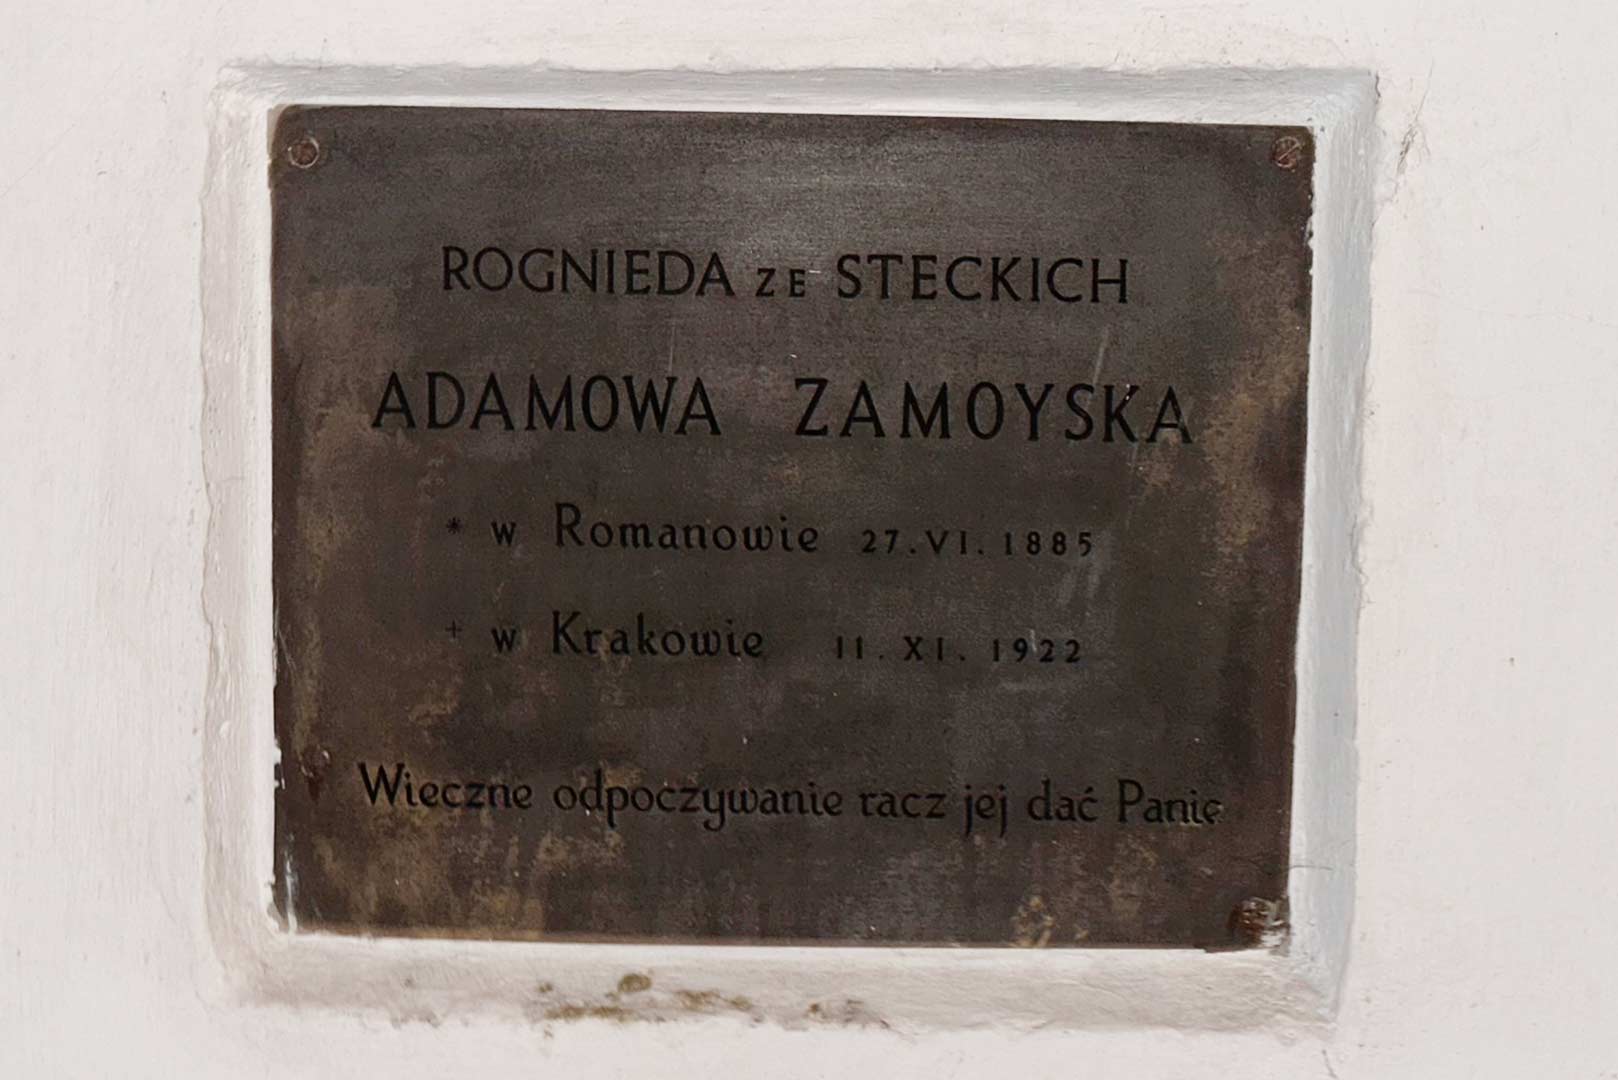 ROGNIEDA ZE STECKICH
ADAMOWA ZAMOYSKA
* w Romanowie 27.VI.1885
+ w Krakowie 11.XI.1922
Wieczne odpoczywanie racz jej dać Panie